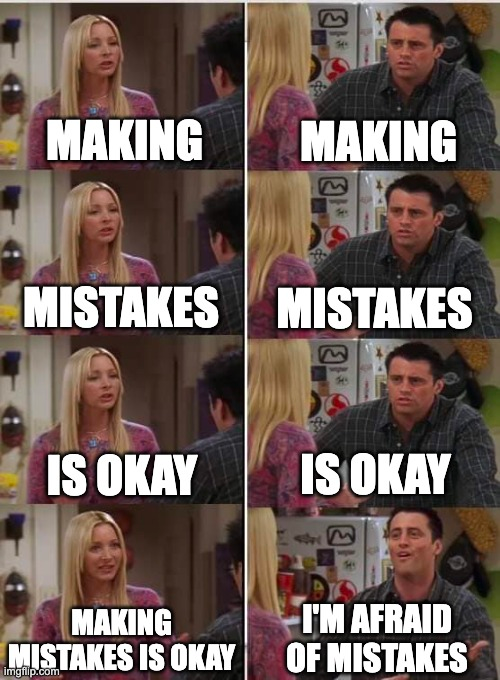 MAKING
MAKING
MISTAKES
MISTAKES
IS OKAY
IS OKAY
MAKING
MISTAKES IS OKAY
I'M AFRAID
OF MISTAKES
imgflip.com